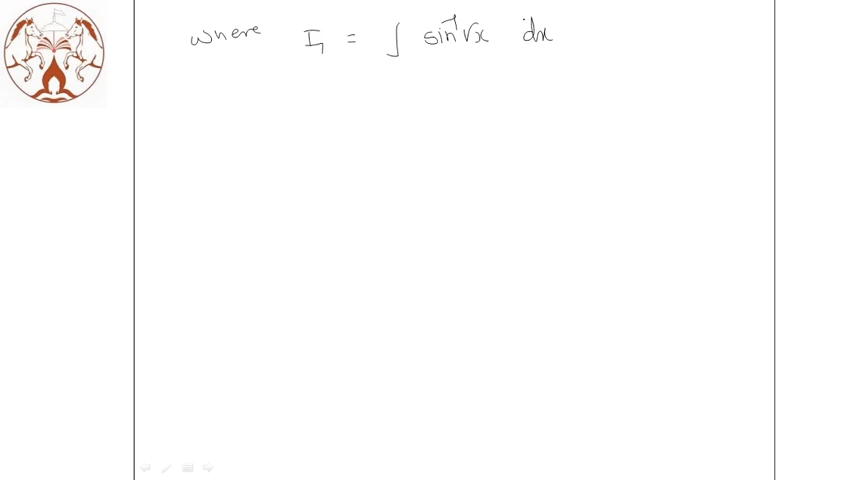 where I₁ = ∫ sin⁻¹√x dx